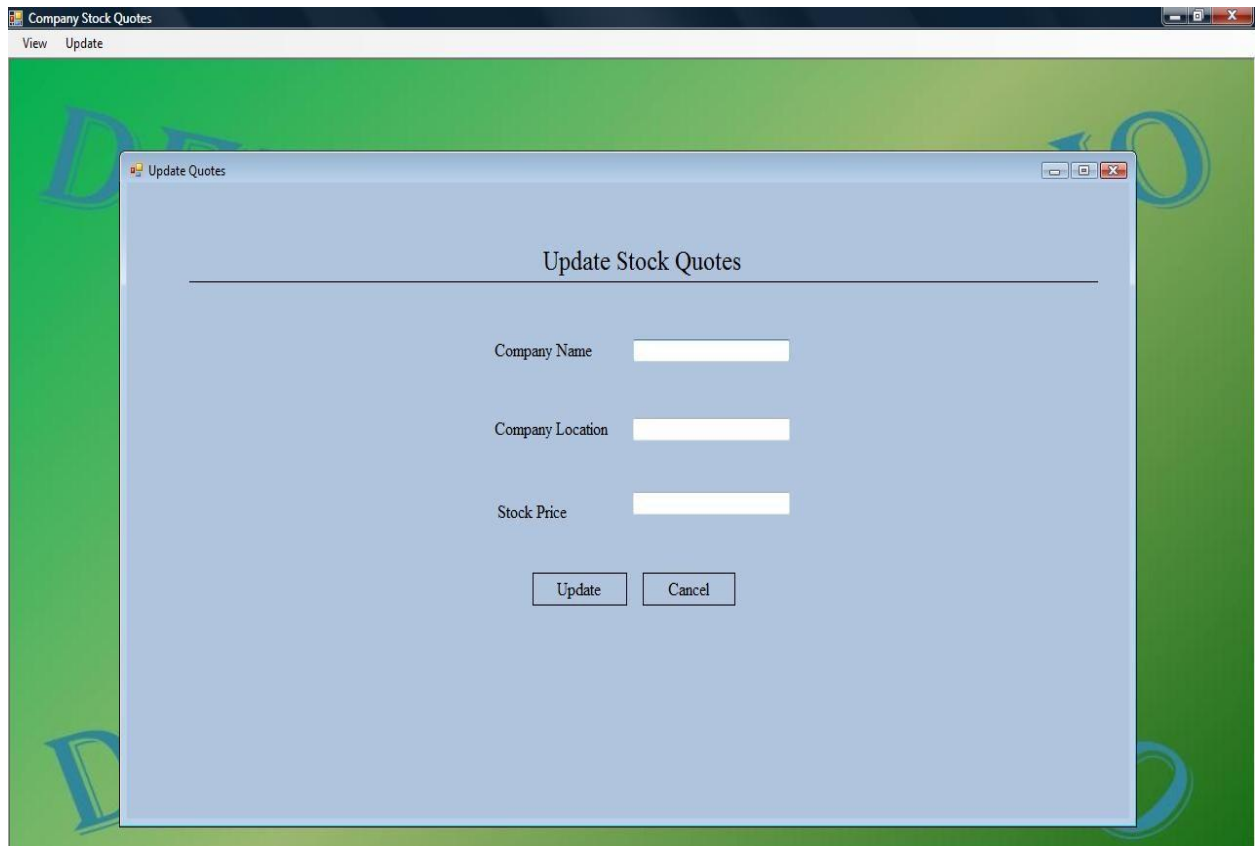 Company Stock Quotes
View Update
Update Quotes
Update Stock Quotes
Company Name
Company Location
Stock Price
Update Cancel